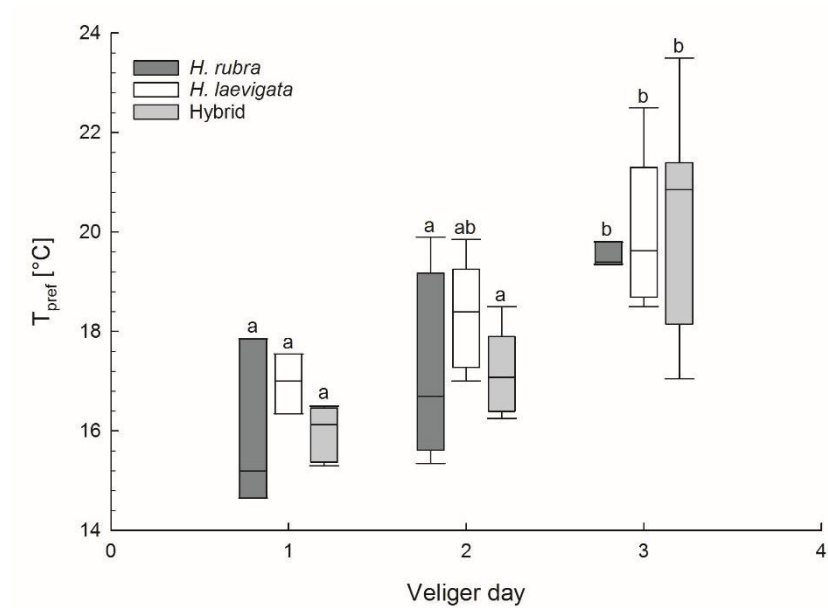 24
22
20
18
16
14
T_pref [°C]
H. rubra
H. laevigata
Hybrid
a
a
a
a
ab
a
b
b
b
0
1
2
3
4
Veliger day